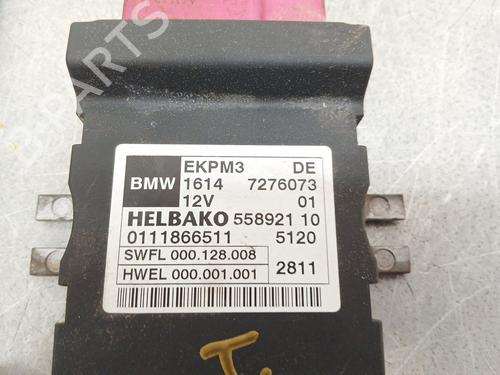 EKPM3 DE
BMW 1614 7276073
12V 01
HELBAKO 558921 10
0111866511 5120
SWFL 000.128.008
HWEL 000.001.001 2811
B-PARTS